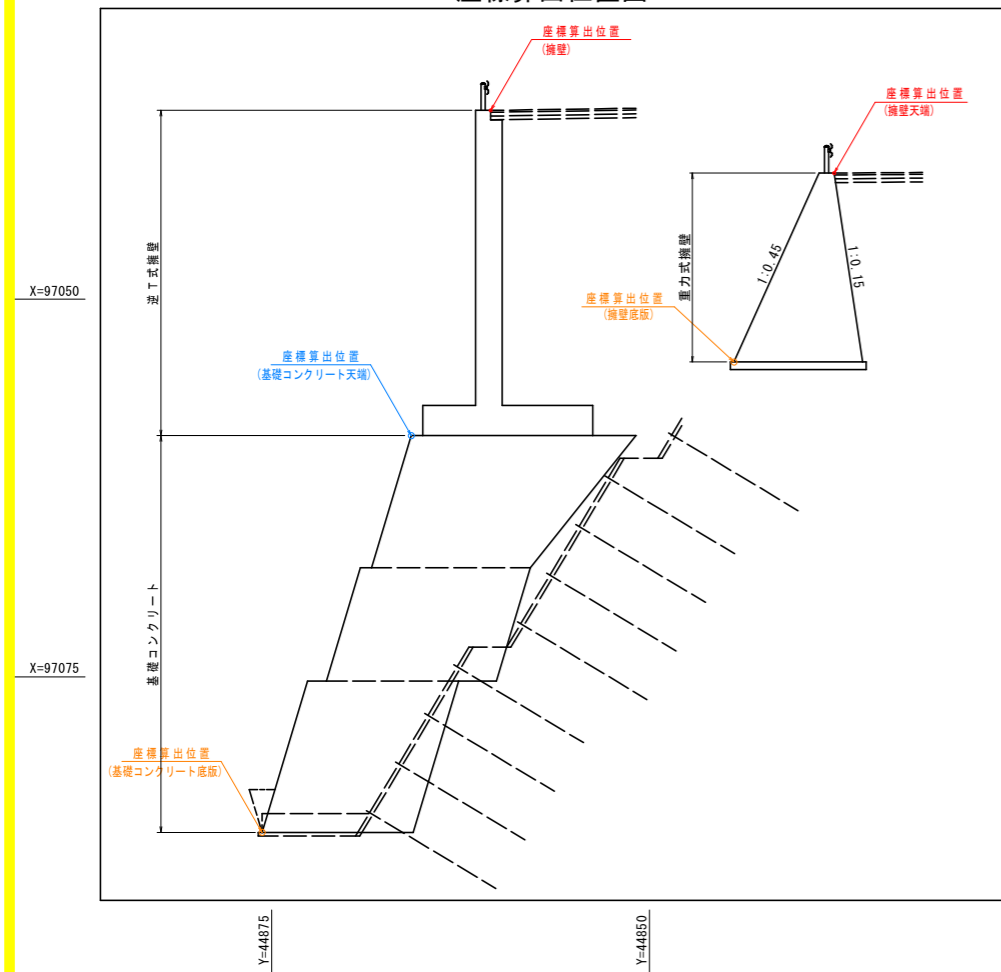 座標算出位置
(擁壁)
座標算出位置
(擁壁天端)
逆T式擁壁
重力式擁壁
1:0.45
1:0.15
X=97050
座標算出位置
(擁壁底版)
座標算出位置
(基礎コンクリート天端)
基礎コンクリート
X=97075
座標算出位置
(基礎コンクリート底版)
Y=44875
Y=44850